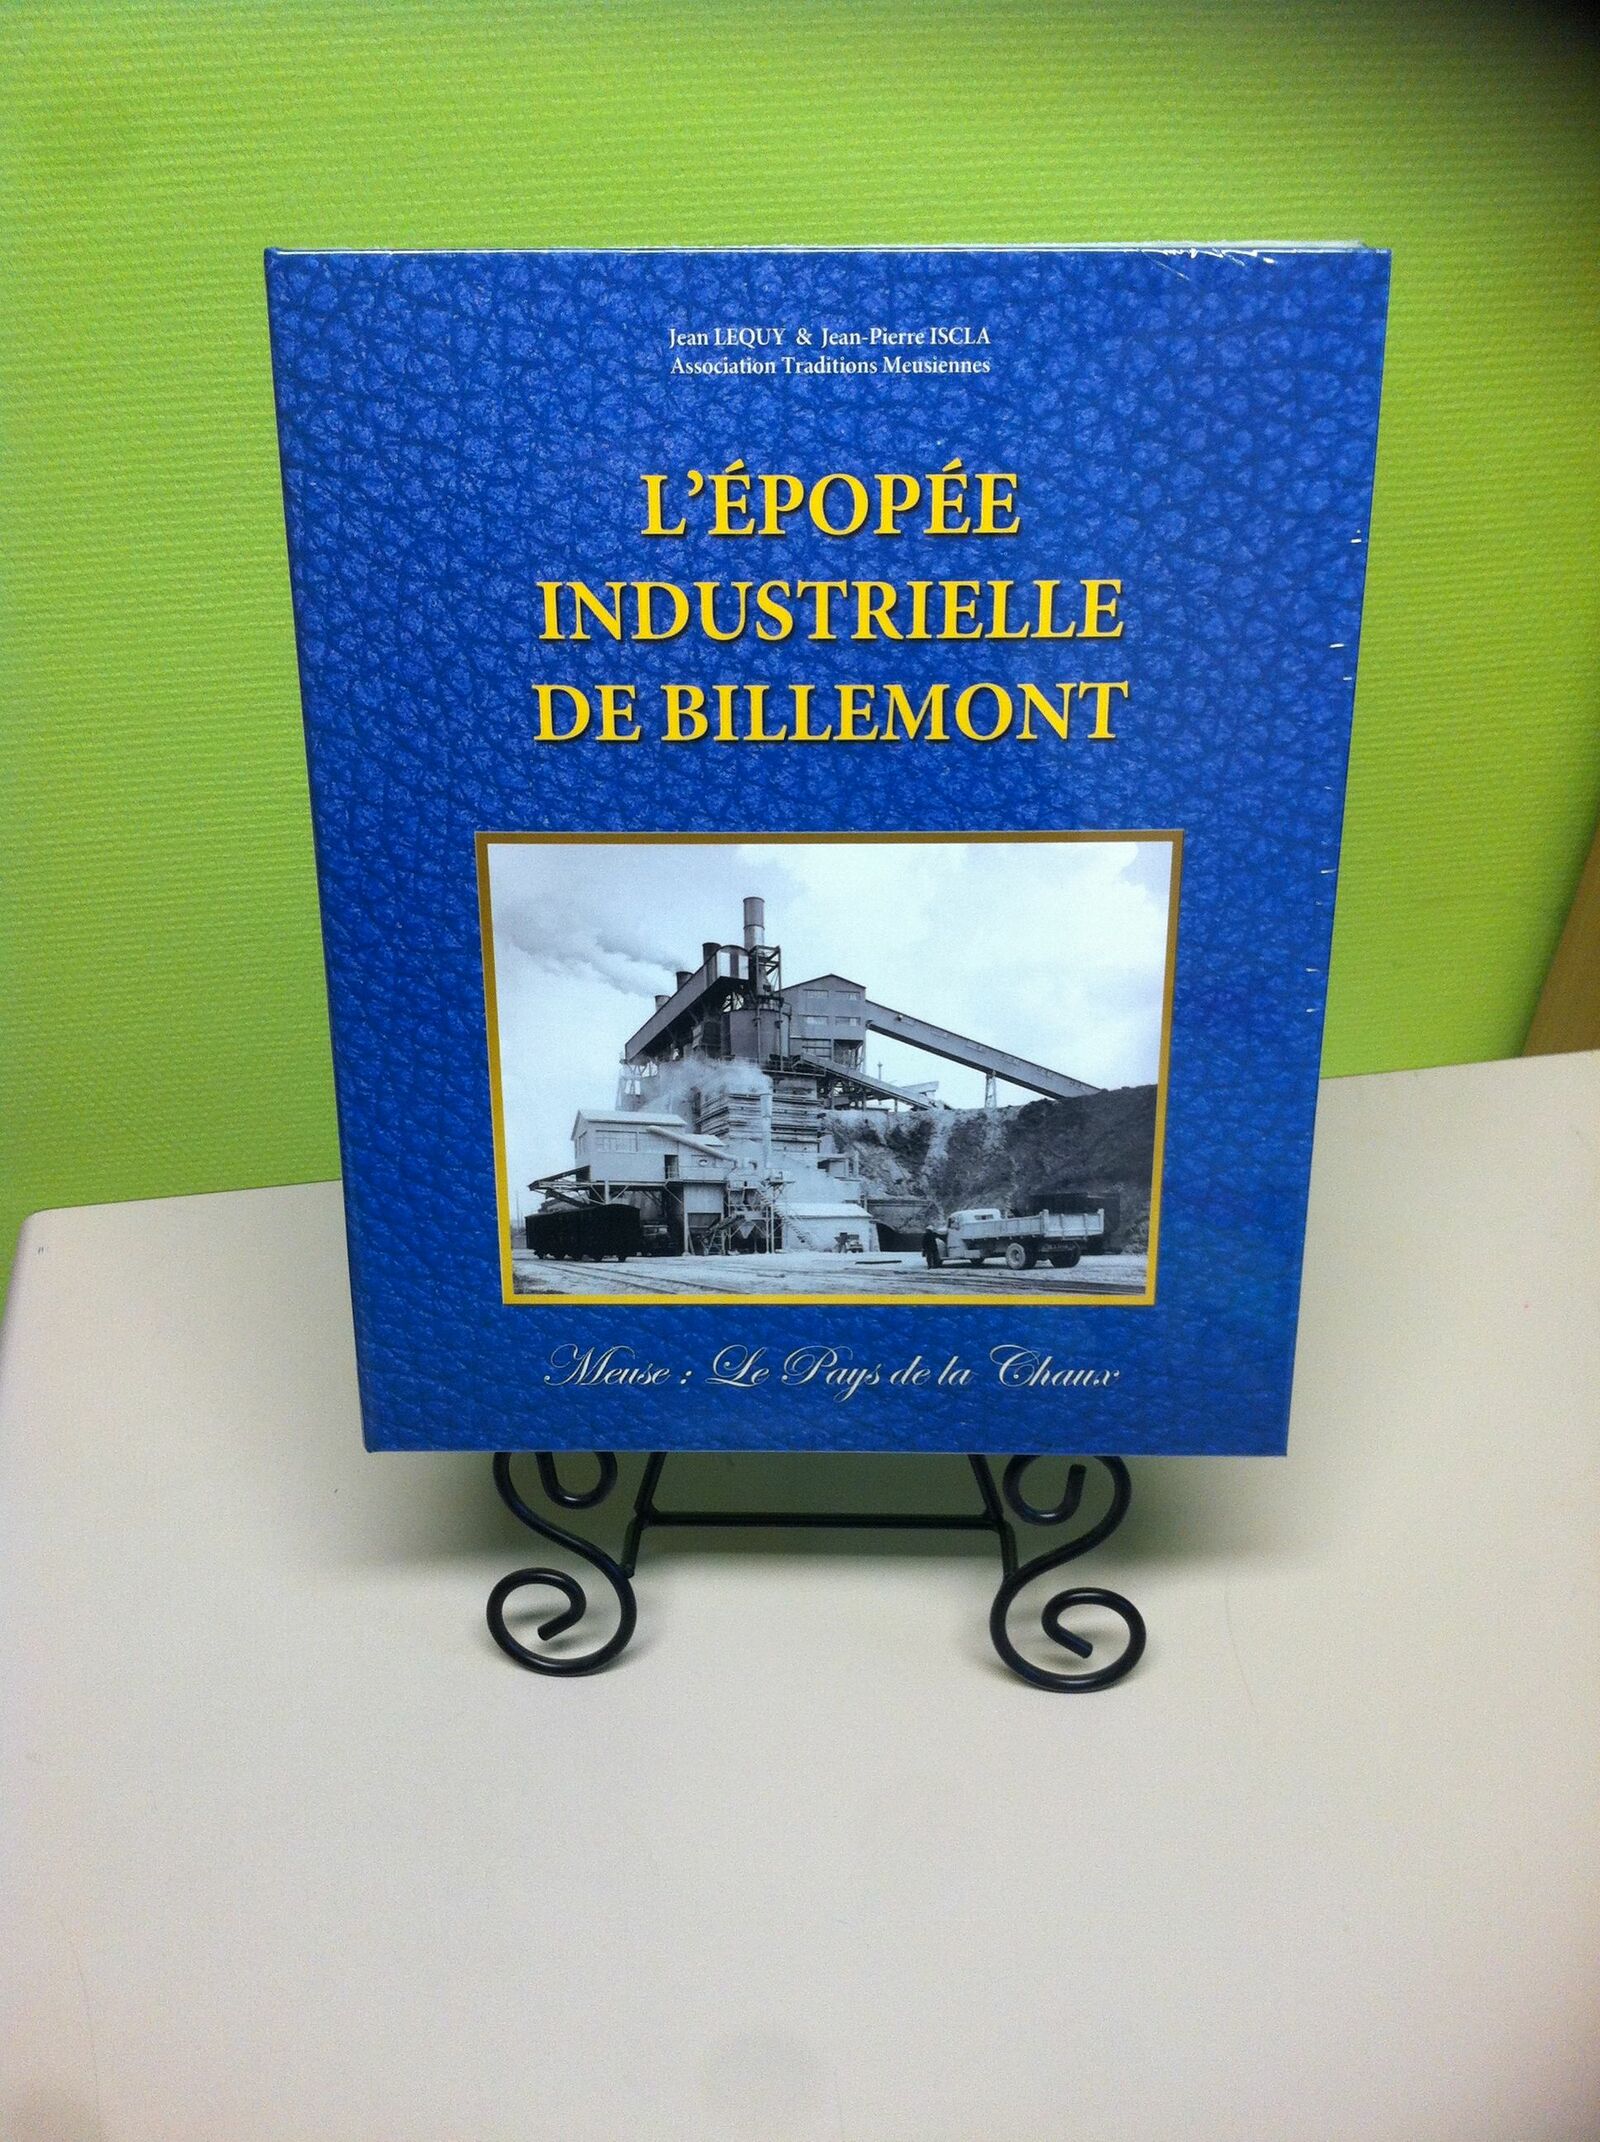 Jean LEQUY & Jean-Pierre ISCLA
Association Traditions Meusiennes
L'ÉPOPÉE
INDUSTRIELLE
DE BILLEMONT
Meuse : Le Pays de la Chaux